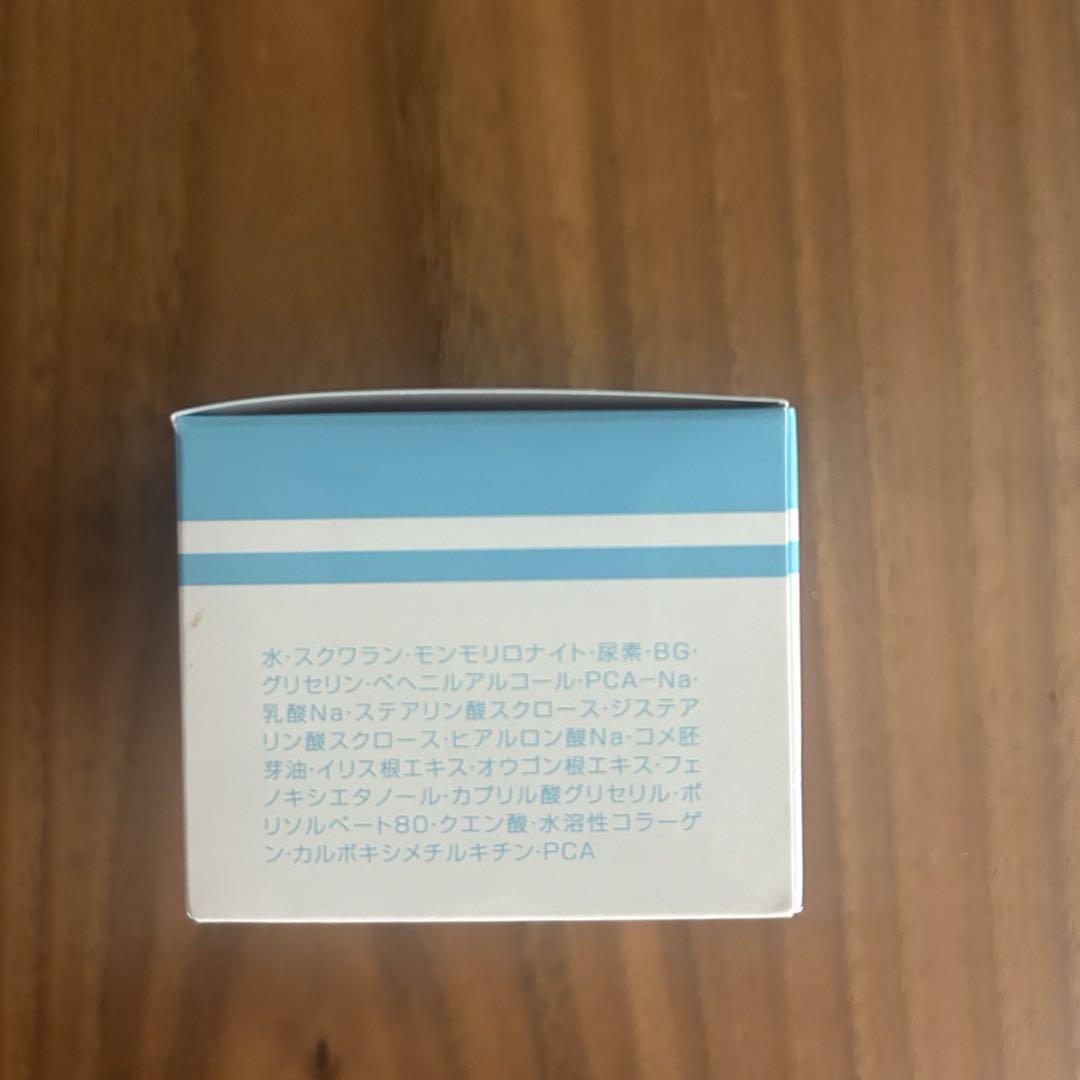 水・スクワラン・モンモリロナイト・尿素・BG・
グリセリン・ベヘニルアルコール・PCA−Na・
乳酸Na・ステアリン酸スクロース・ジステア
リン酸スクロース・ヒアルロン酸Na・コメ胚
芽油・イリス根エキス・オウゴン根エキス・フェ
ノキシエタノール・カプリル酸グリセリル・ポ
リソルベート80・クエン酸・水溶性コラーゲ
ン・カルボキシメチルキチン・PCA